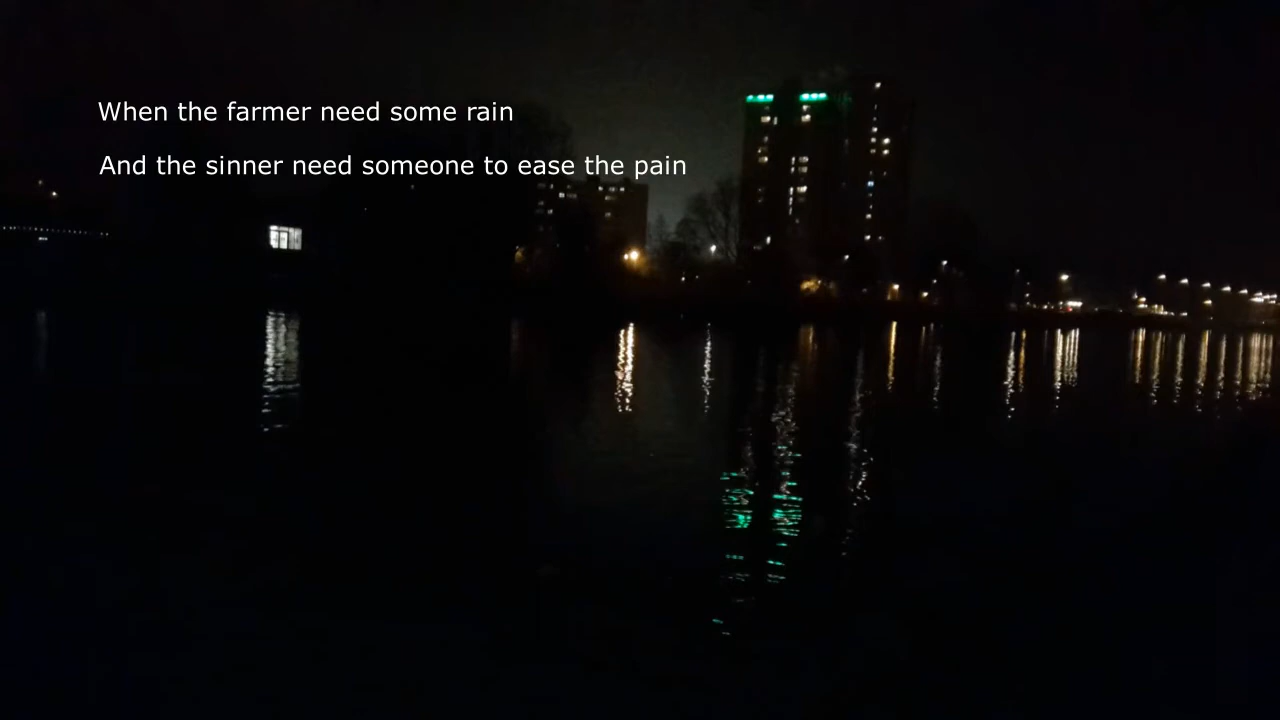 When the farmer need some rain
And the sinner need someone to ease the pain